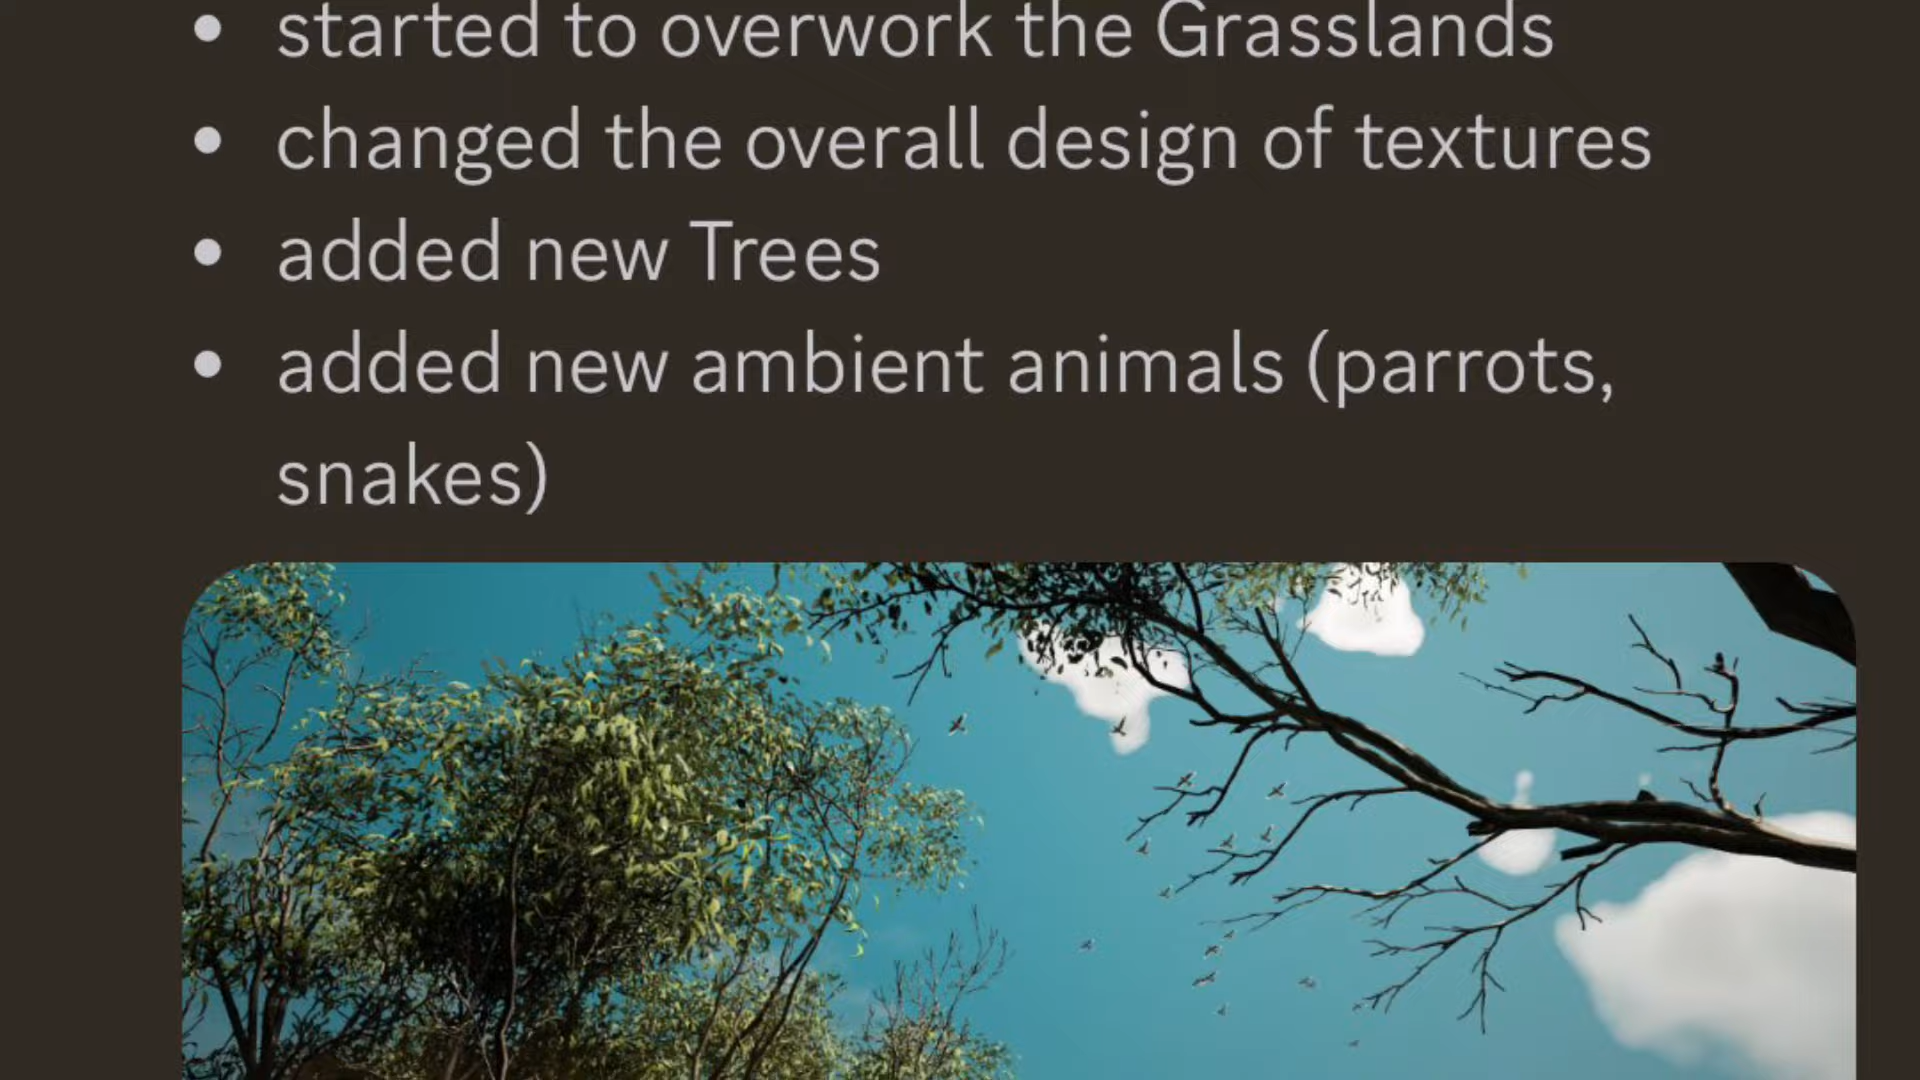 • started to overwork the Grasslands
• changed the overall design of textures
• added new Trees
• added new ambient animals (parrots,
snakes)